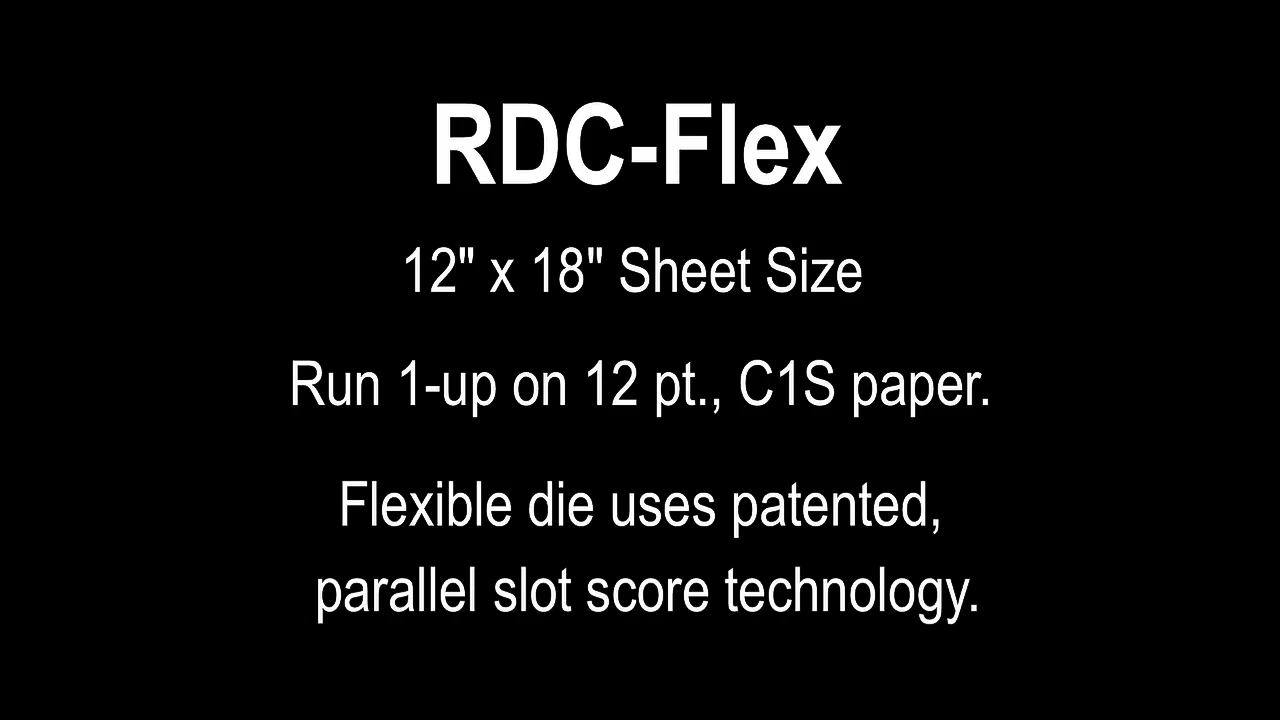 RDC-Flex
12" x 18" Sheet Size
Run 1-up on 12 pt., C1S paper.
Flexible die uses patented,
parallel slot score technology.